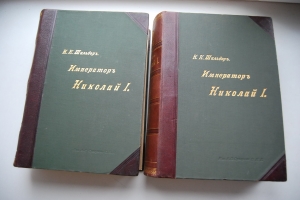 Н. К. Шильдеръ.
Императоръ
Николай I.
Н. К. Шильдеръ.
Императоръ
Николай I.